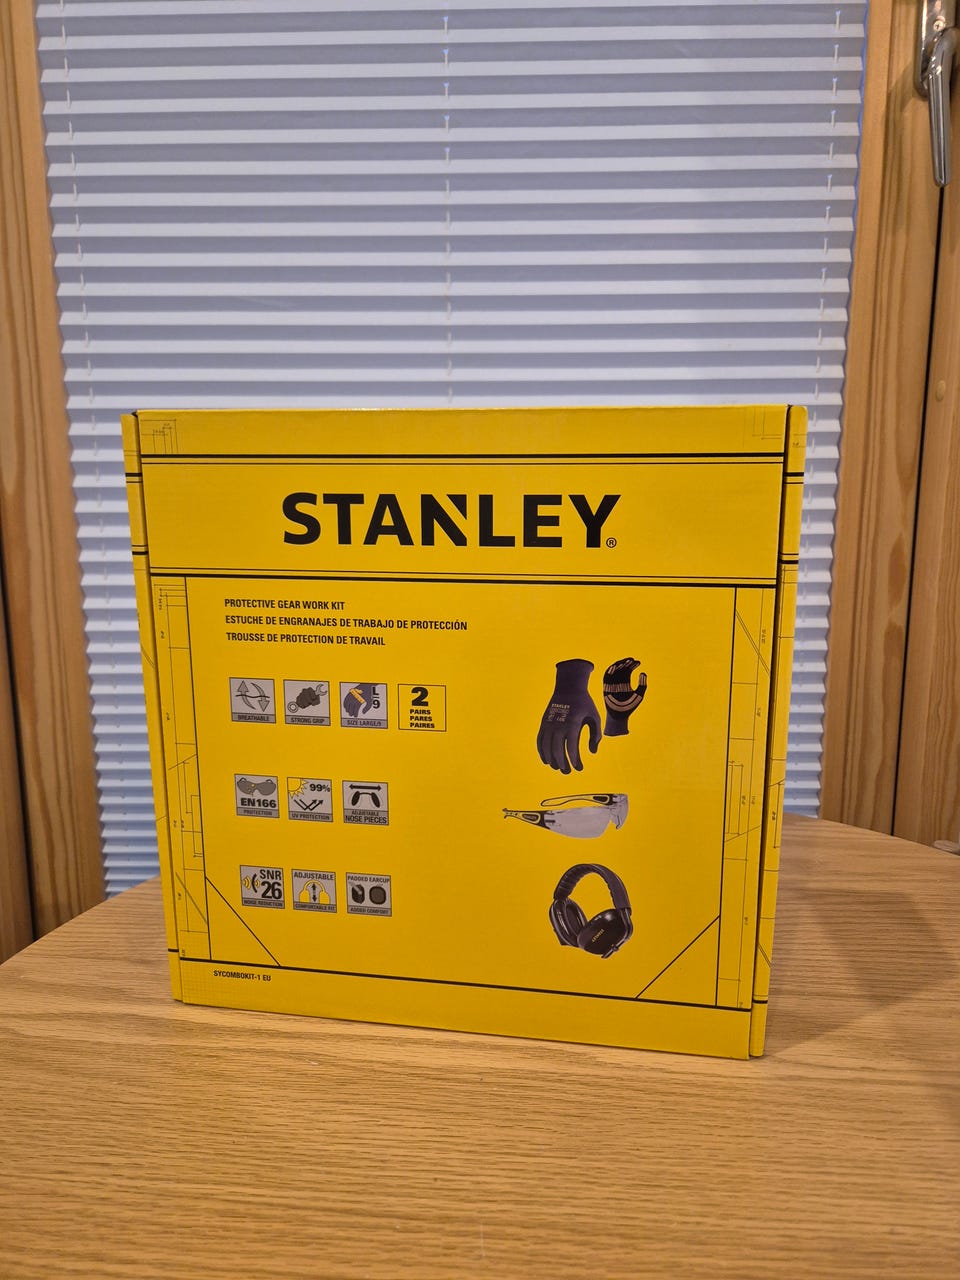 STANLEY®
PROTECTIVE GEAR WORK KIT
ESTUCHE DE ENGRANAJES DE TRABAJO DE PROTECCIÓN
TROUSSE DE PROTECTION DE TRAVAIL
BREATHABLE
STRONG GRIP
L
9
SIZE LARGE/9
2
PAIRS
PARES
PAIRES
STANLEY
EN166
PROTECTION
99%
UV PROTECTION
ADJUSTABLE
NOSE PIECES
SNR
26
NOISE REDUCTION
ADJUSTABLE
COMFORTABLE FIT
PADDED EARCUP
ADDED COMFORT
STANLEY
SYCOMBOKIT-1 EU